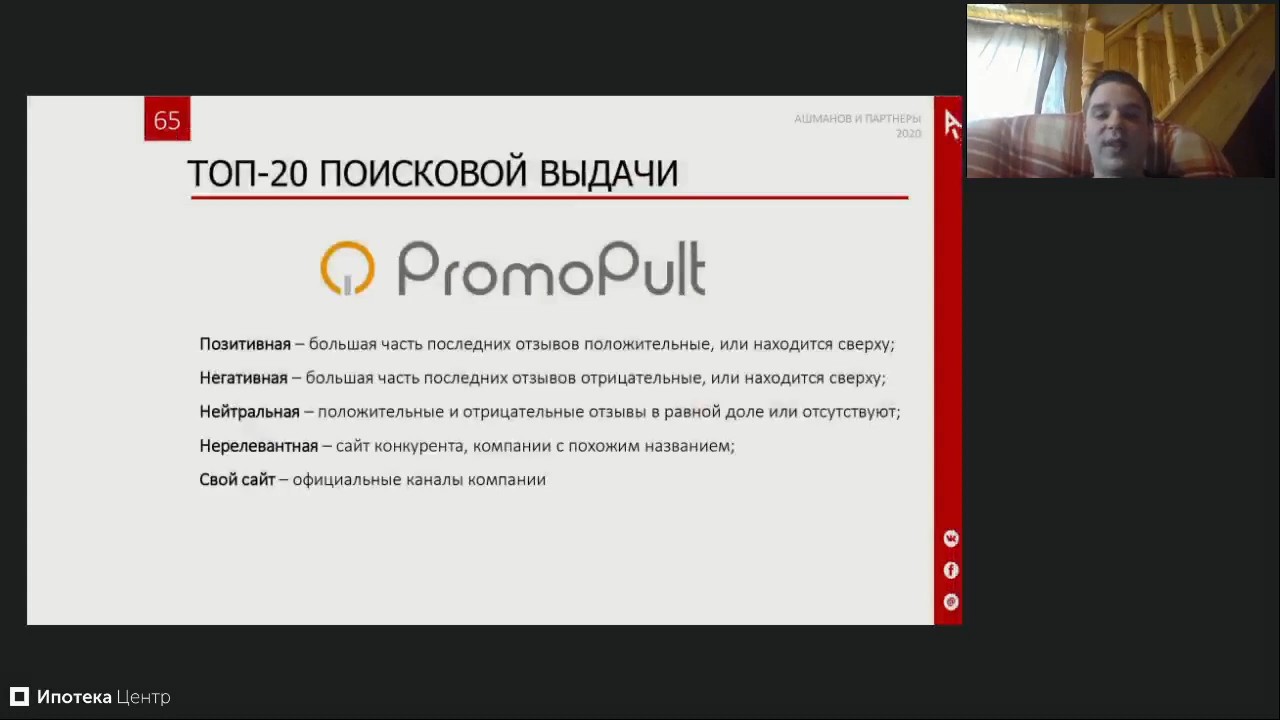 65
АШМАНОВ И ПАРТНЕРЫ
2020
ТОП-20 ПОИСКОВОЙ ВЫДАЧИ
PromoPult
Позитивная – большая часть последних отзывов положительные, или находится сверху;
Негативная – большая часть последних отзывов отрицательные, или находится сверху;
Нейтральная – положительные и отрицательные отзывы в равной доле или отсутствуют;
Нерелевантная – сайт конкурента, компании с похожим названием;
Свой сайт – официальные каналы компании
Ипотека Центр